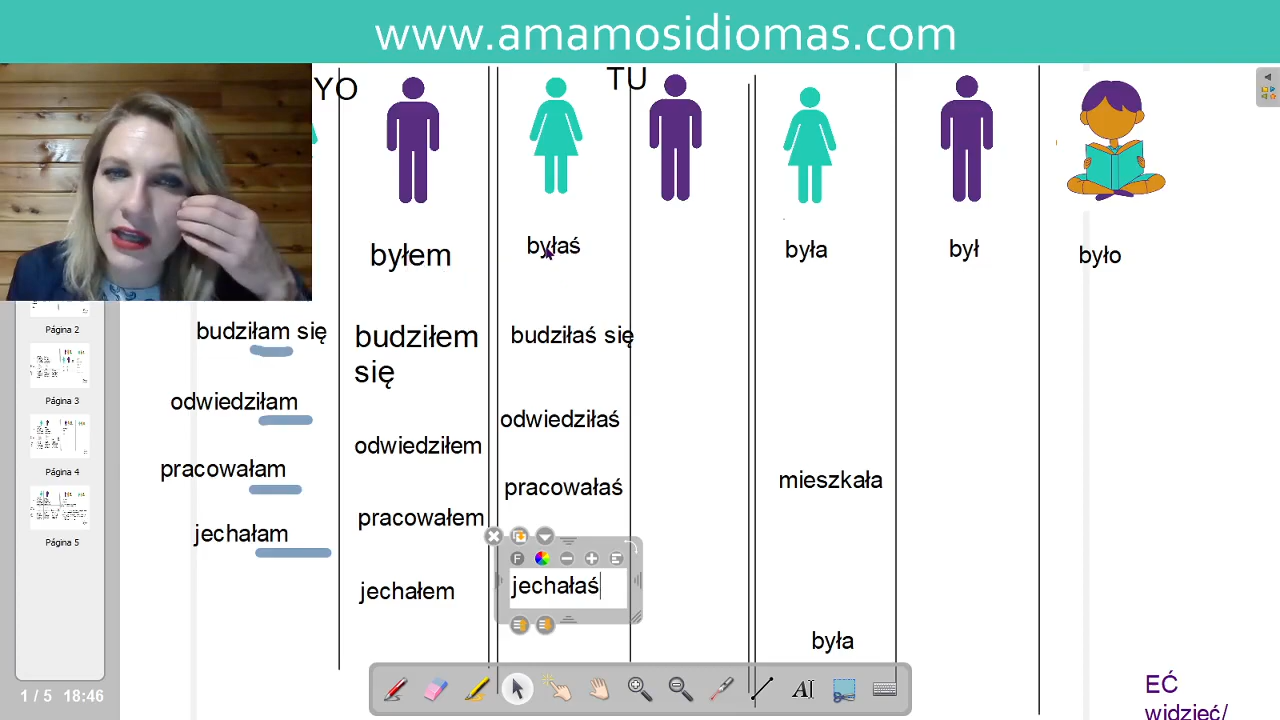 www.amamosidiomas.com
YO
TU
byłem
byłaś
była
był
było
budziłam się
budziłem
się
budziłaś się
odwiedziłam
odwiedziłem
odwiedziłaś
pracowałam
pracowałem
pracowałaś
mieszkała
jechałam
jechałem
jechałaś
była
Página 2
Página 3
Página 4
Página 5
1 / 5 18:46
EĆ
widzieć/